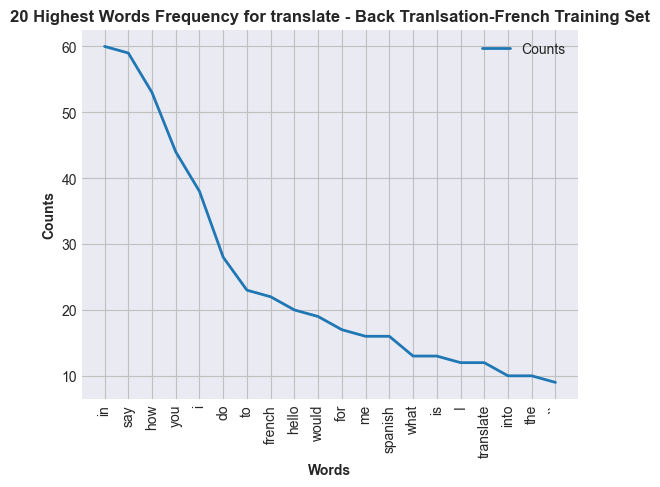 20 Highest Words Frequency for translate - Back Tranlsation-French Training Set
Counts
60
50
40
30
20
10
Counts
in
say
how
you
i
do
to
french
hello
would
for
me
spanish
what
is
I
translate
into
the
``
Words